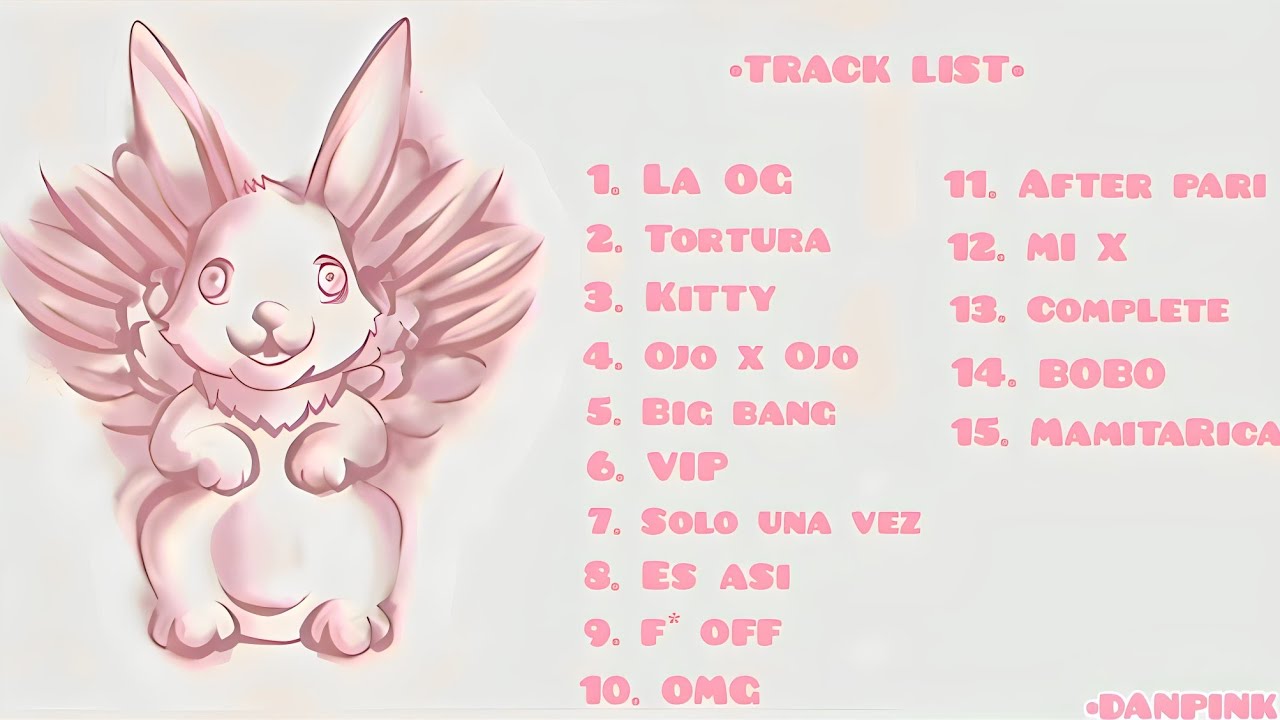 •TRACK LIST•
1. La OG
2. Tortura
3. Kitty
4. Ojo x Ojo
5. Big bang
6. VIP
7. Solo una vez
8. Es asi
9. F* OFF
10. OMG
11. After pari
12. MI X
13. Complete
14. BOBO
15. MamitaRica
•DANPINK